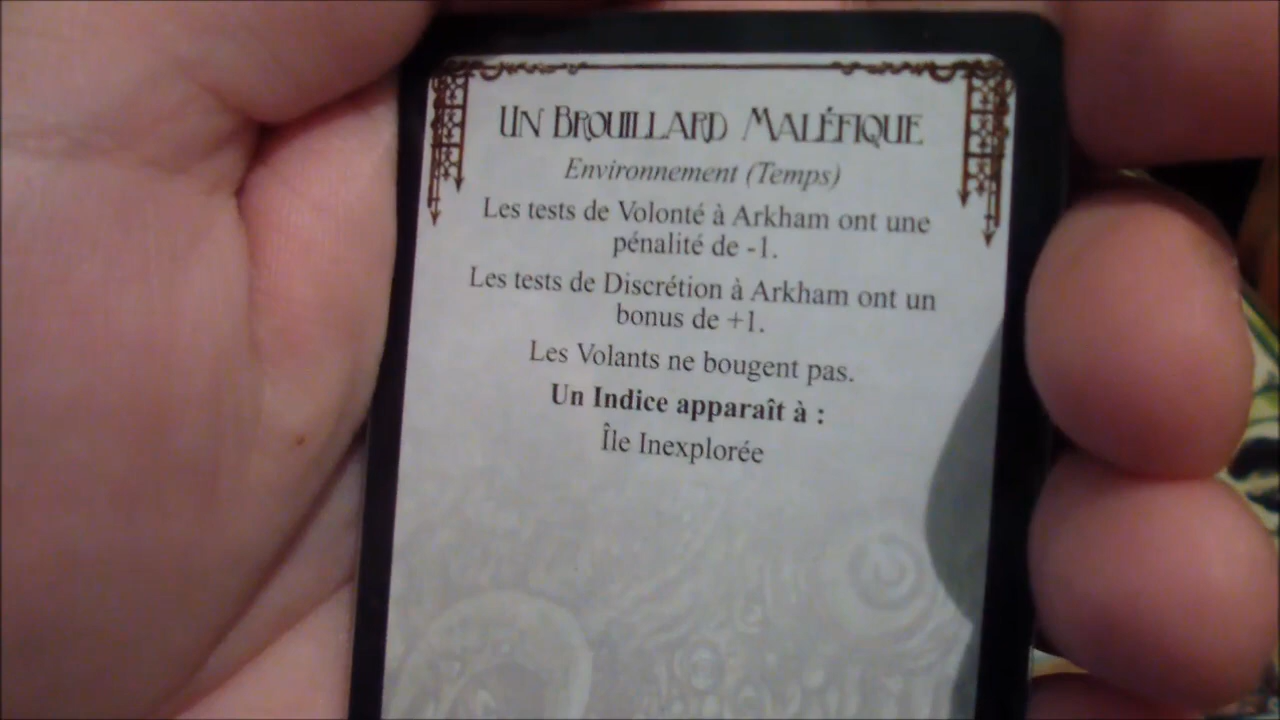 Un Brouillard Maléfique
Environnement (Temps)
Les tests de Volonté à Arkham ont une
pénalité de -1.
Les tests de Discrétion à Arkham ont un
bonus de +1.
Les Volants ne bougent pas.
Un Indice apparaît à :
Île Inexplorée